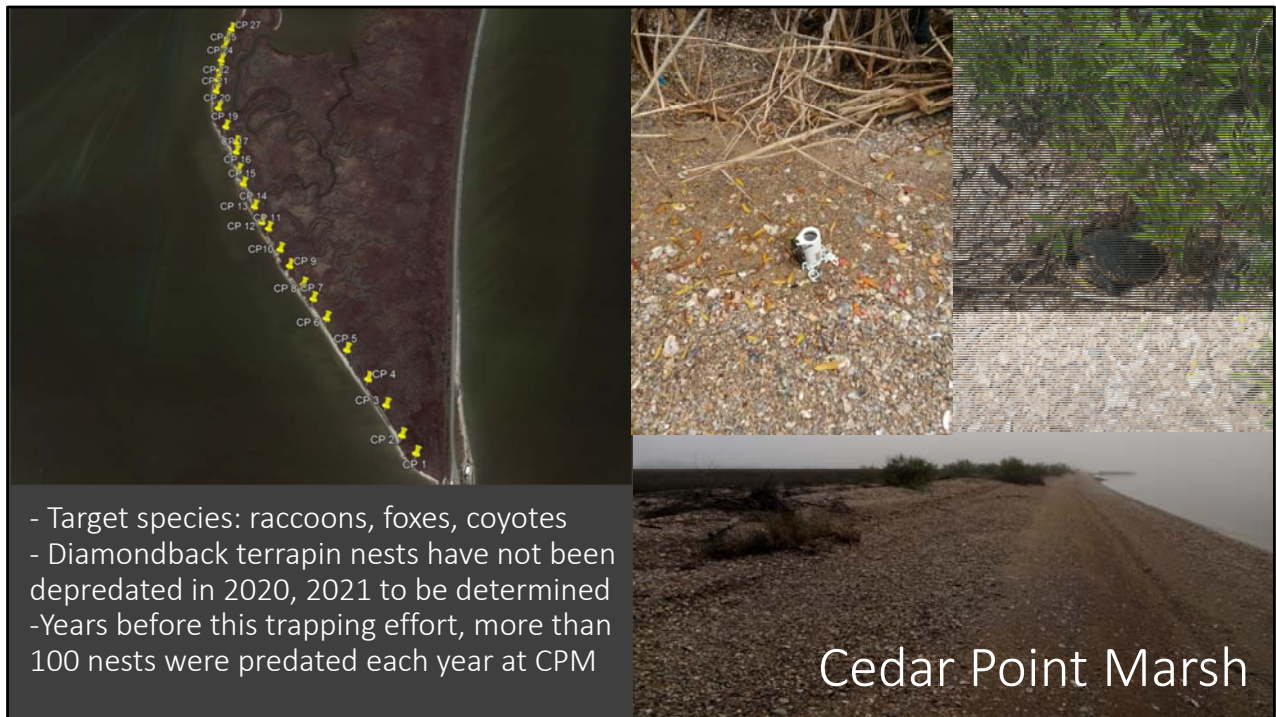 CP 27
CP 24
CP 22
CP 21
CP 20
CP 19
CP 16
CP 15
CP 14
CP 13
CP 11
CP 12
CP10
CP 9
CP 8
CP 7
CP 6
CP 5
CP 4
CP 3
CP 2
CP 1
- Target species: raccoons, foxes, coyotes
- Diamondback terrapin nests have not been
depredated in 2020, 2021 to be determined
-Years before this trapping effort, more than
100 nests were predated each year at CPM
Cedar Point Marsh